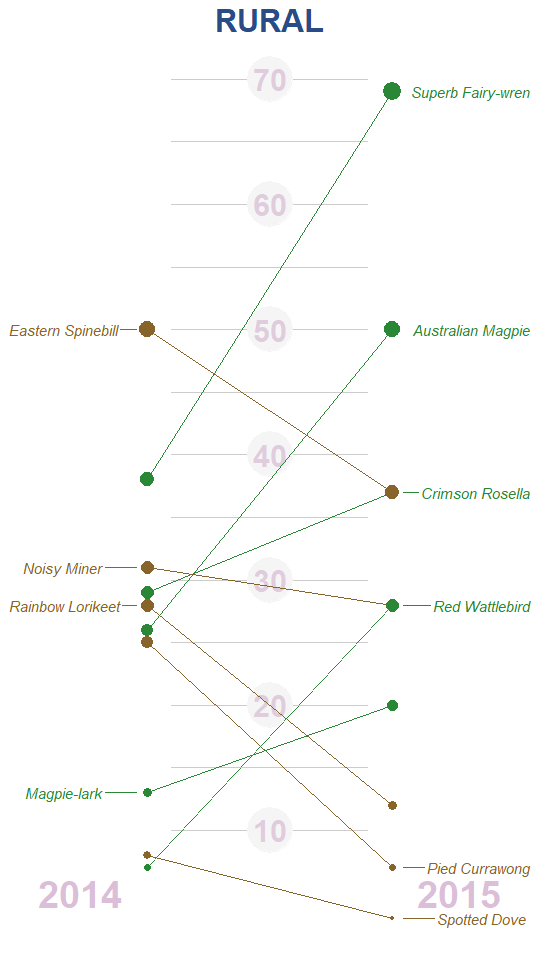 RURAL
70
Superb Fairy-wren
60
Eastern Spinebill
50
Australian Magpie
40
Crimson Rosella
Noisy Miner
30
Rainbow Lorikeet
Red Wattlebird
20
Magpie-lark
10
Pied Currawong
2014
2015
Spotted Dove